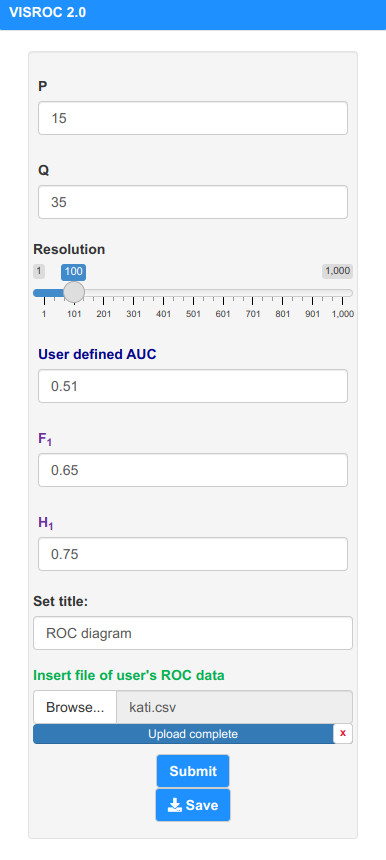 VISROC 2.0
P
15
Q
35
Resolution
1 100 1,000
1 101 201 301 401 501 601 701 801 901 1,000
User defined AUC
0.51
F1
0.65
H1
0.75
Set title:
ROC diagram
Insert file of user's ROC data
Browse... kati.csv
Upload complete x
Submit
Save